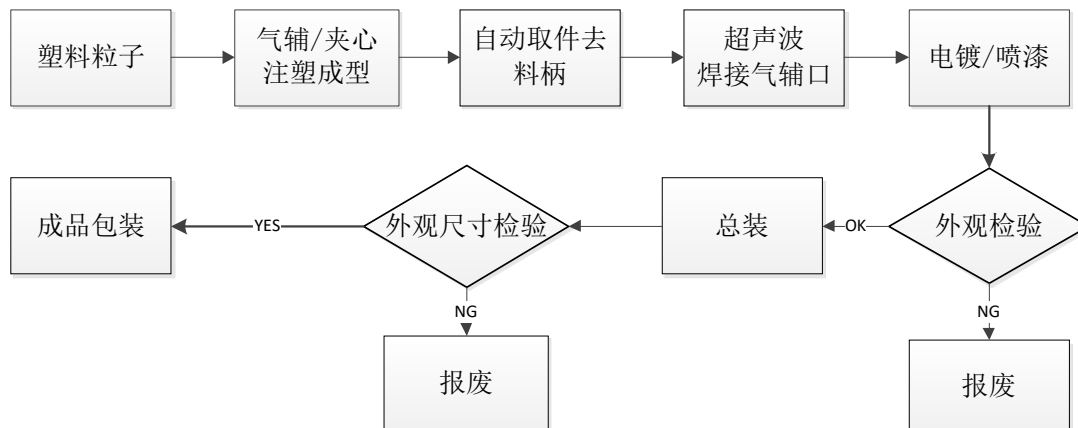 塑料粒子
气辅/夹心
注塑成型
自动取件去
料柄
超声波
焊接气辅口
电镀/喷漆
外观检验
OK
NG
报废
总装
外观尺寸检验
YES
NG
报废
成品包装